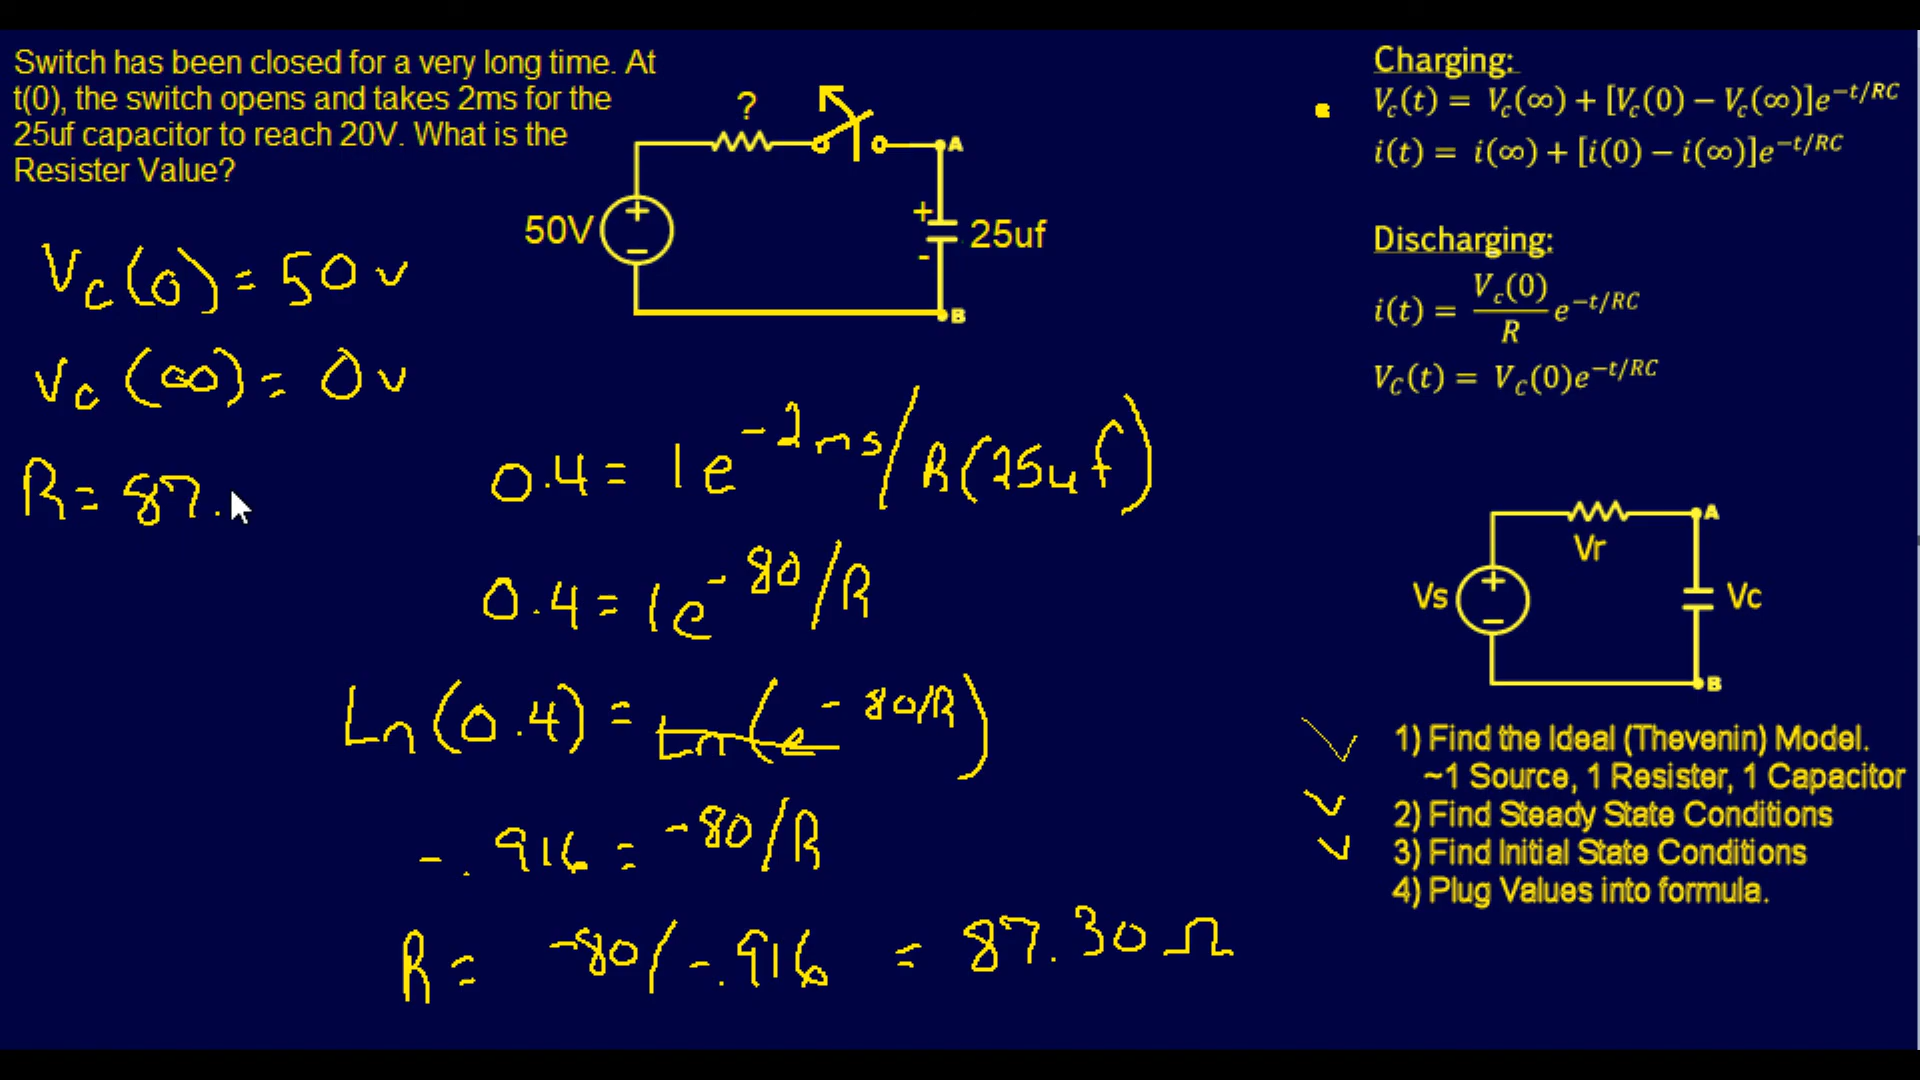 Switch has been closed for a very long time. At
t(0), the switch opens and takes 2ms for the
25uf capacitor to reach 20V. What is the
Resister Value?
?
A
50V
+
−
+
-
25uf
B
Vc(0) = 50v
Vc(∞) = 0v
R = 87.
0.4 = 1e^-2ms/R(25uf)
0.4 = 1e^-80/R
Ln(0.4) = Ln(e^-80/R)
-.916 = -80/R
R = -80/-.916 = 87.30Ω
Charging:
Vc(t) = Vc(∞) + [Vc(0) − Vc(∞)]e^−t/RC
i(t) = i(∞) + [i(0) − i(∞)]e^−t/RC
Discharging:
i(t) = Vc(0)/R e^−t/RC
VC(t) = Vc(0)e^−t/RC
A
Vr
Vs
+
−
Vc
B
1) Find the Ideal (Thevenin) Model.
~1 Source, 1 Resister, 1 Capacitor
2) Find Steady State Conditions
3) Find Initial State Conditions
4) Plug Values into formula.